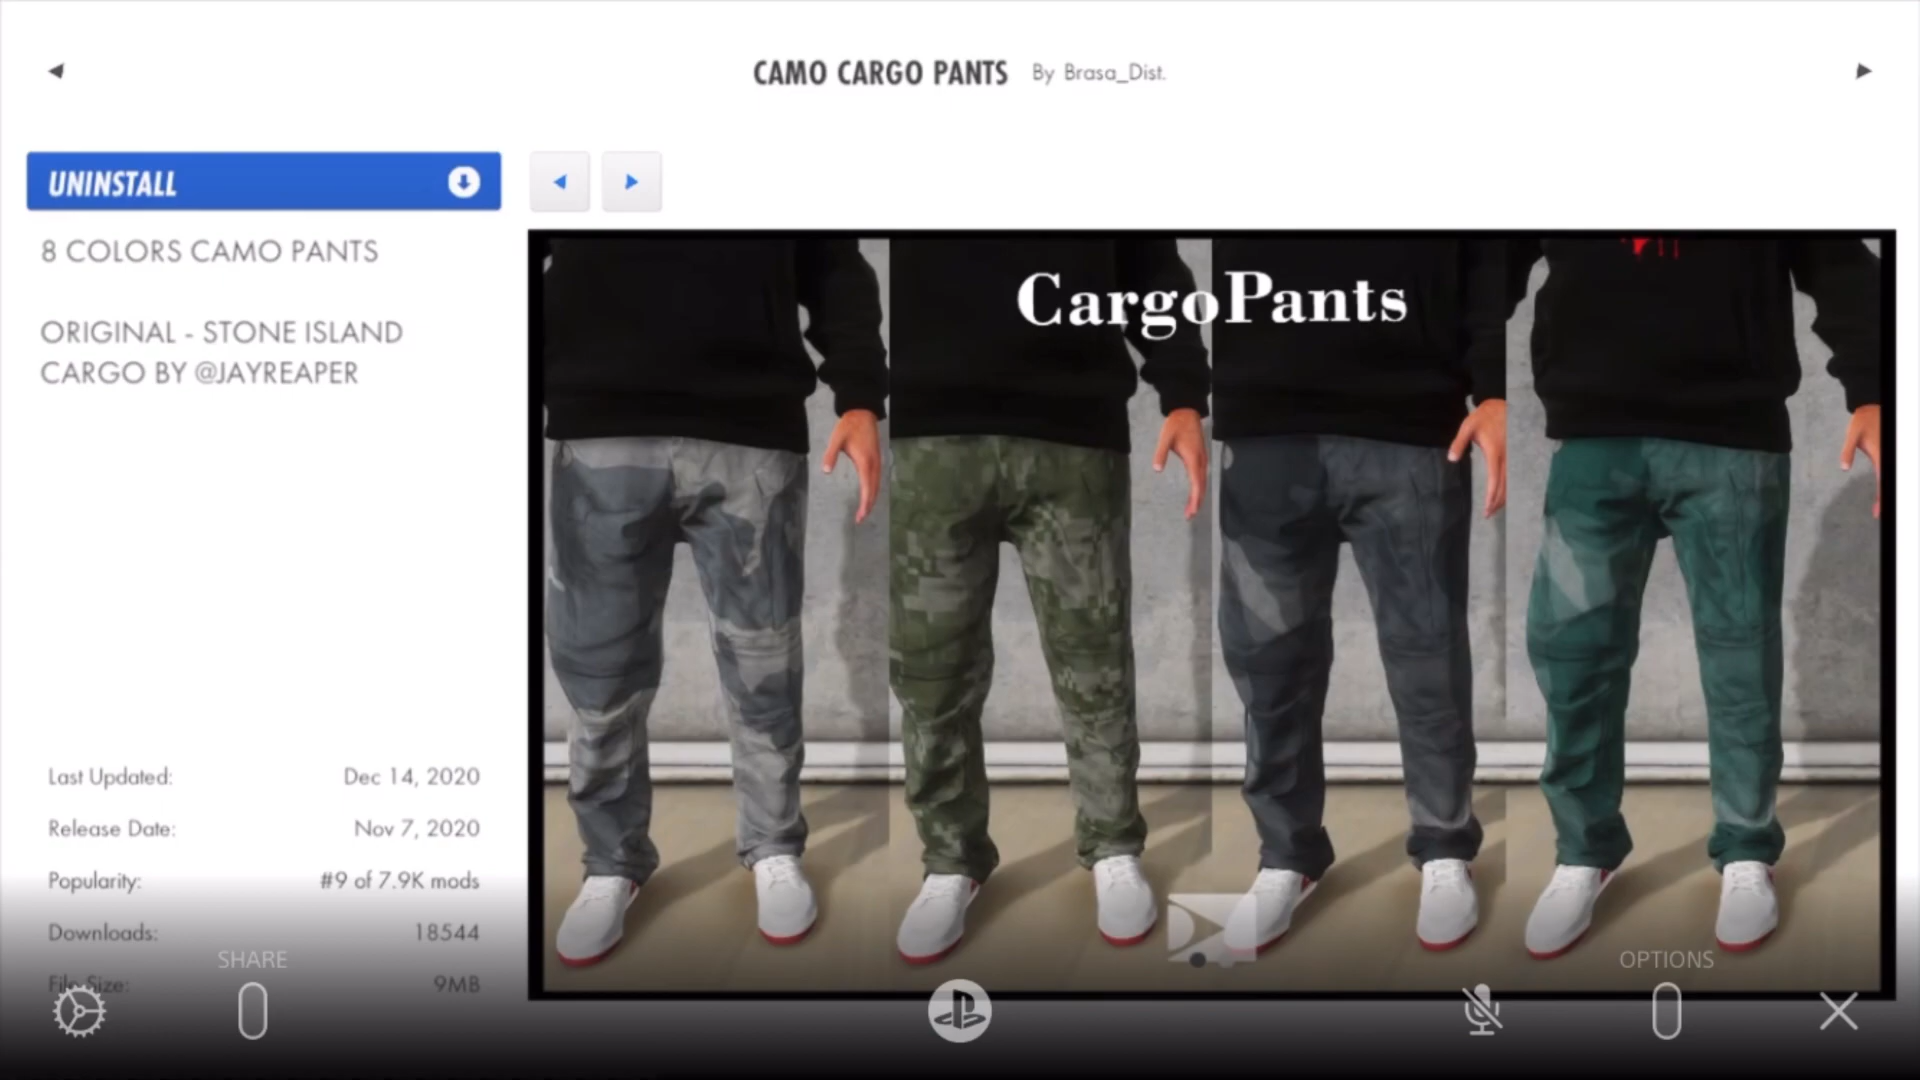 CAMO CARGO PANTS By Brasa_Dist.
UNINSTALL
8 COLORS CAMO PANTS
ORIGINAL - STONE ISLAND
CARGO BY @JAYREAPER
CargoPants
Last Updated: Dec 14, 2020
Release Date: Nov 7, 2020
Popularity: #9 of 7.9K mods
Downloads: 18544
File Size: 9MB
SHARE
OPTIONS